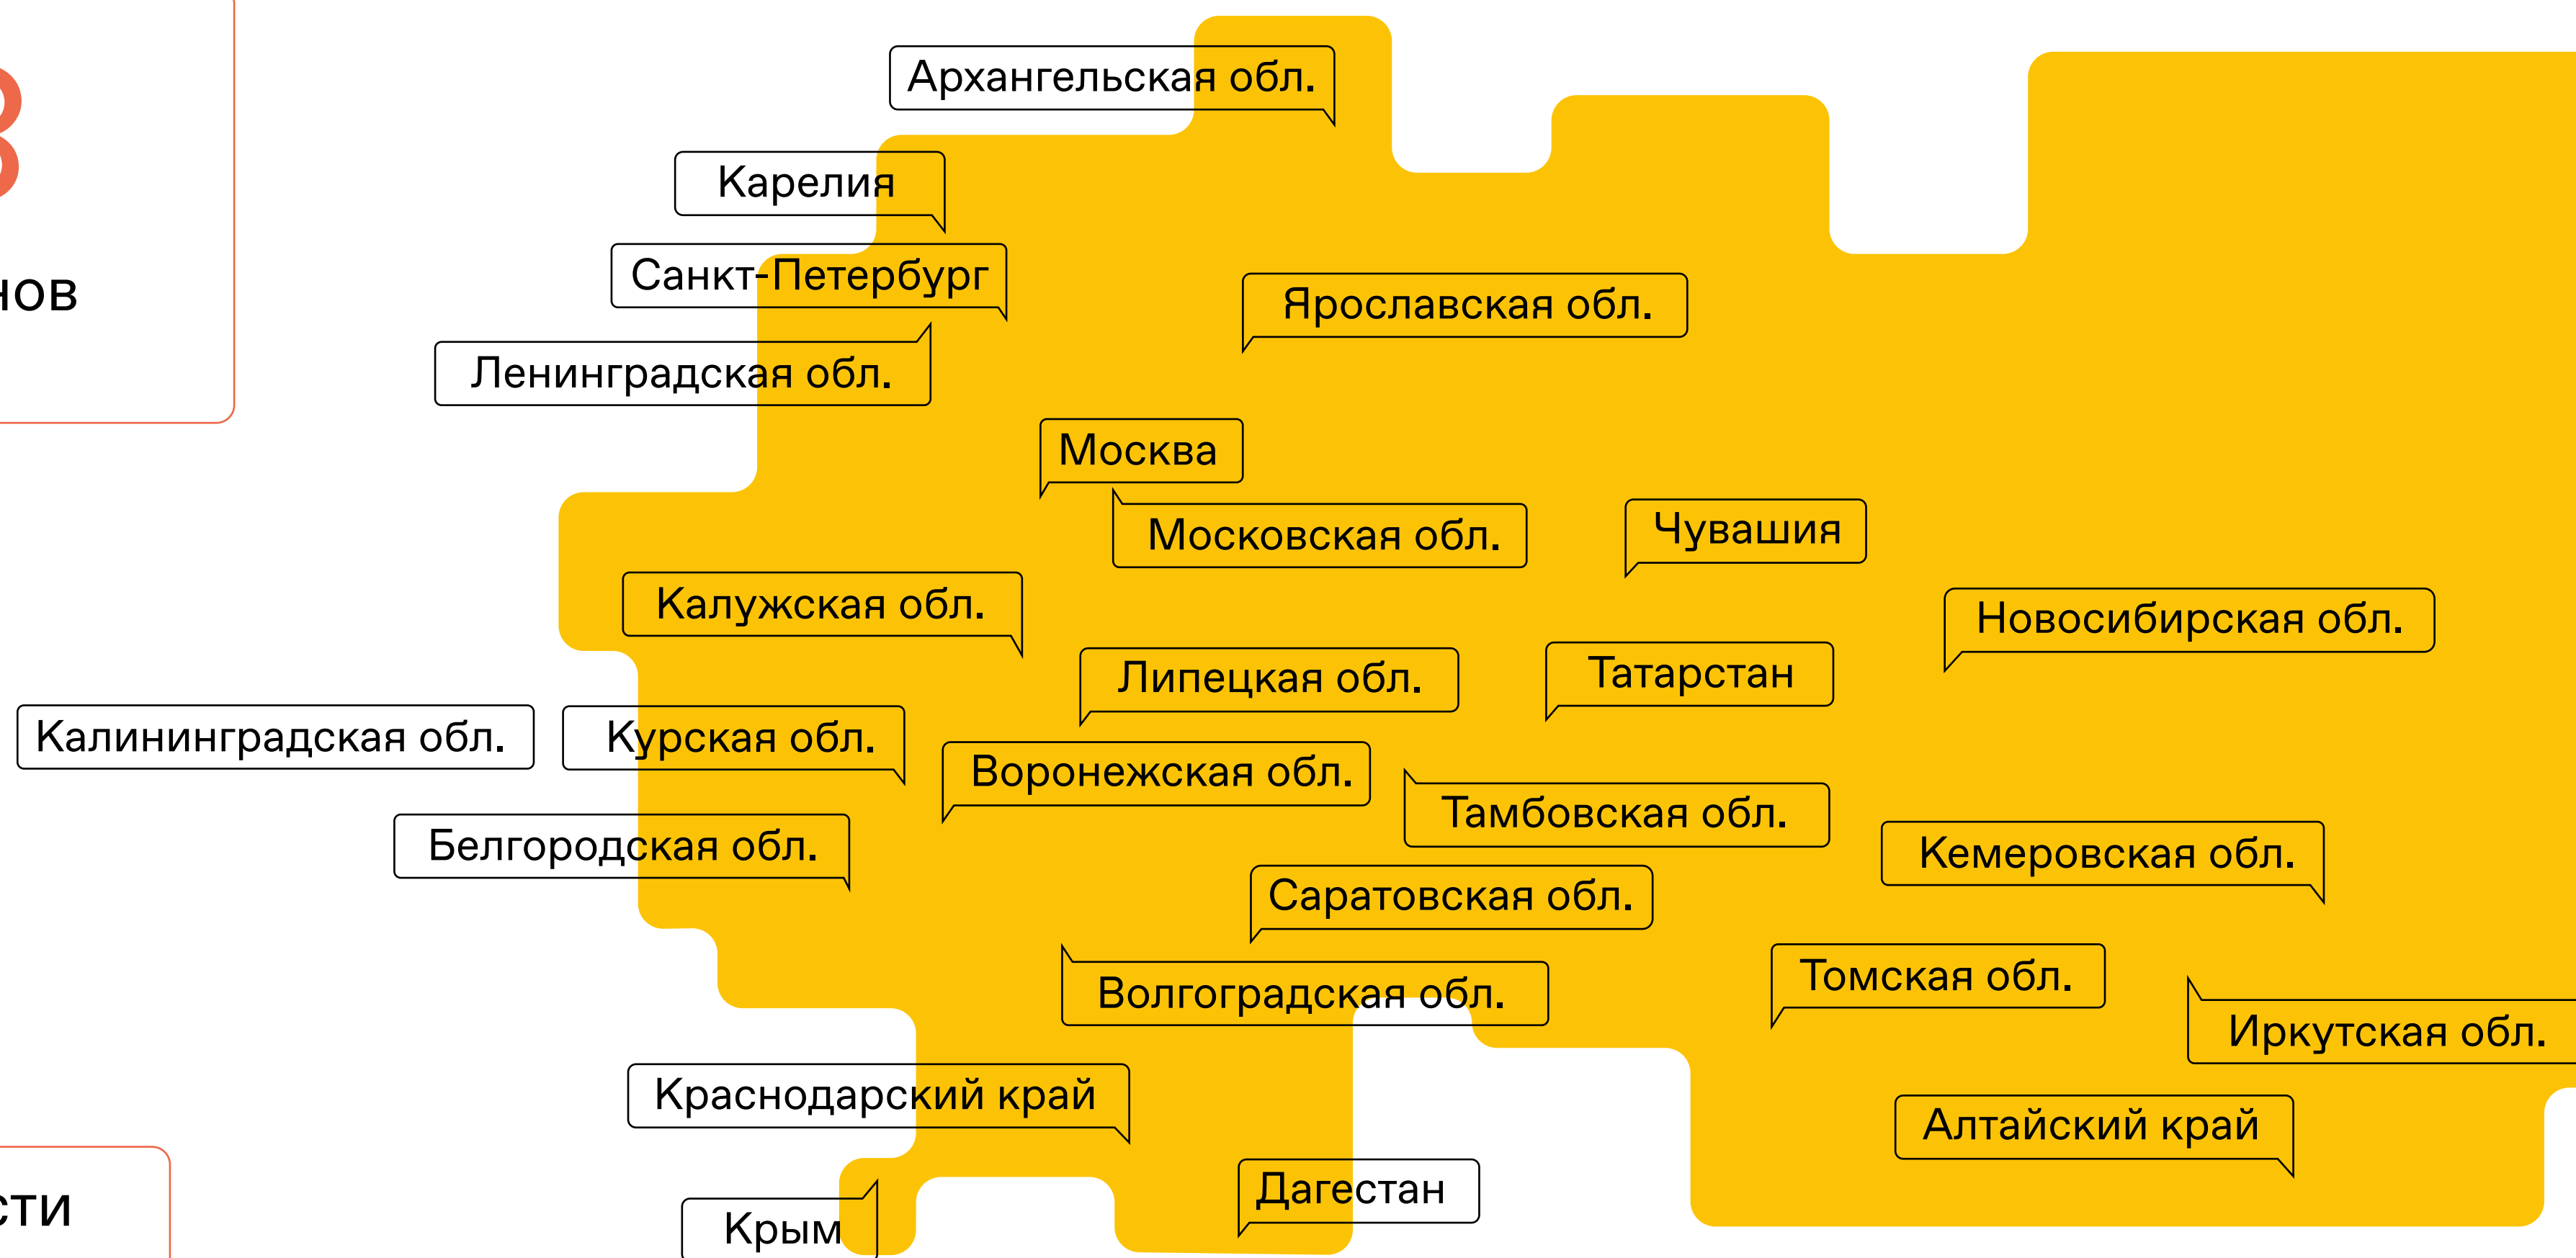 Архангельская обл.
Карелия
Санкт-Петербург
Ярославская обл.
Ленинградская обл.
Москва
Московская обл.
Чувашия
Калужская обл.
Новосибирская обл.
Липецкая обл.
Татарстан
Калининградская обл.
Курская обл.
Воронежская обл.
Тамбовская обл.
Белгородская обл.
Кемеровская обл.
Саратовская обл.
Томская обл.
Волгоградская обл.
Иркутская обл.
Краснодарский край
Алтайский край
Дагестан
Крым